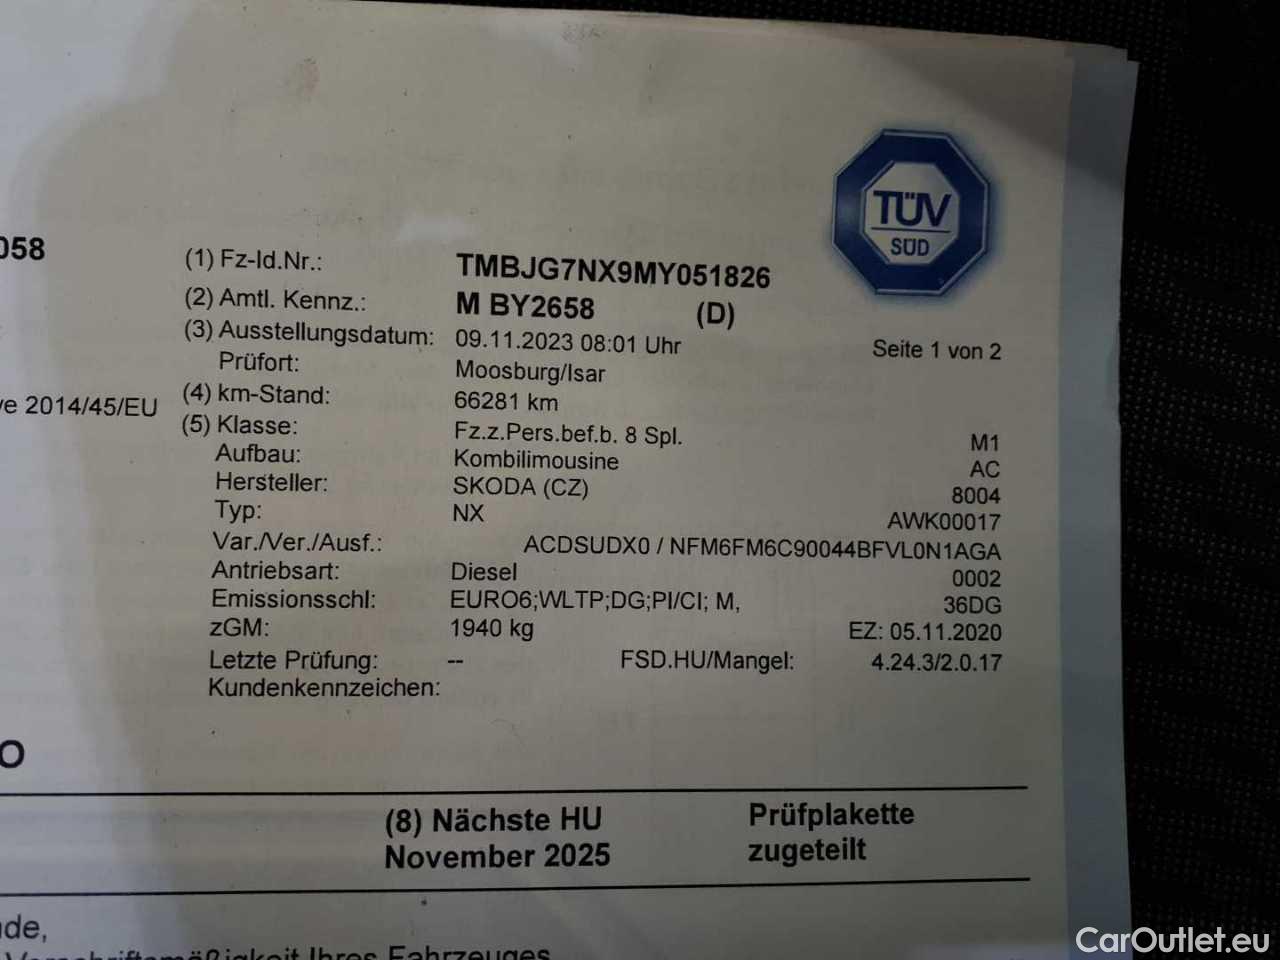 TÜV
SÜD
058
(1) Fz-Id.Nr.: TMBJG7NX9MY051826
(2) Amtl. Kennz.: M BY2658 (D)
(3) Ausstellungsdatum: 09.11.2023 08:01 Uhr Seite 1 von 2
Prüfort: Moosburg/Isar
ve 2014/45/EU (4) km-Stand: 66281 km
(5) Klasse: Fz.z.Pers.bef.b. 8 Spl. M1
Aufbau: Kombilimousine AC
Hersteller: SKODA (CZ) 8004
Typ: NX AWK00017
Var./Ver./Ausf.: ACDSUDX0 / NFM6FM6C90044BFVL0N1AGA
Antriebsart: Diesel 0002
Emissionsschl: EURO6;WLTP;DG;PI/CI; M, 36DG
zGM: 1940 kg EZ: 05.11.2020
Letzte Prüfung: -- FSD.HU/Mangel: 4.24.3/2.0.17
Kundenkennzeichen:
O
(8) Nächste HU Prüfplakette
November 2025 zugeteilt
nde,
Vorschriftsmäßigkeit Ihres Fahrzeuges
CarOutlet.eu